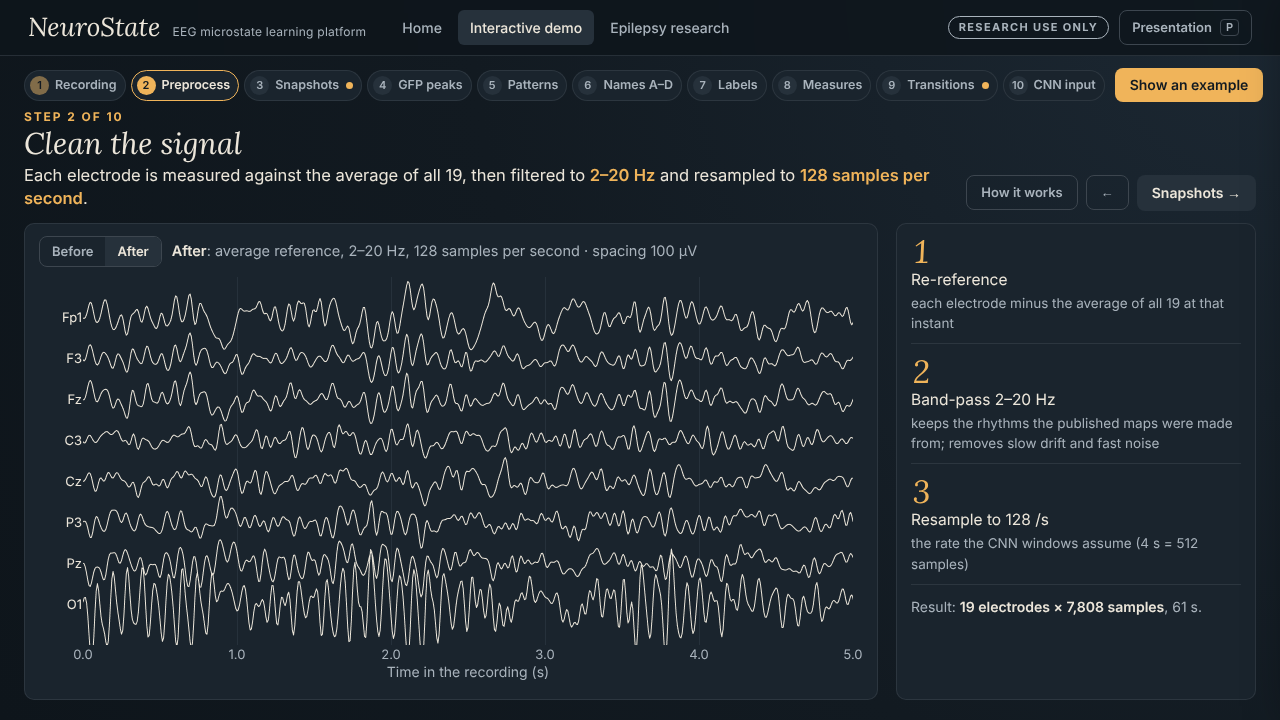 NeuroState EEG microstate learning platform Home Interactive demo Epilepsy research RESEARCH USE ONLY Presentation P
1 Recording 2 Preprocess 3 Snapshots 4 GFP peaks 5 Patterns 6 Names A–D 7 Labels 8 Measures 9 Transitions 10 CNN input Show an example
STEP 2 OF 10
Clean the signal
Each electrode is measured against the average of all 19, then filtered to 2–20 Hz and resampled to 128 samples per
second.
How it works ← Snapshots →
Before After After: average reference, 2–20 Hz, 128 samples per second · spacing 100 µV
Fp1
F3
Fz
C3
Cz
P3
Pz
O1
0.0 1.0 2.0 3.0 4.0 5.0
Time in the recording (s)
1
Re-reference
each electrode minus the average of all 19 at that
instant
2
Band-pass 2–20 Hz
keeps the rhythms the published maps were made
from; removes slow drift and fast noise
3
Resample to 128 /s
the rate the CNN windows assume (4 s = 512
samples)
Result: 19 electrodes × 7,808 samples, 61 s.